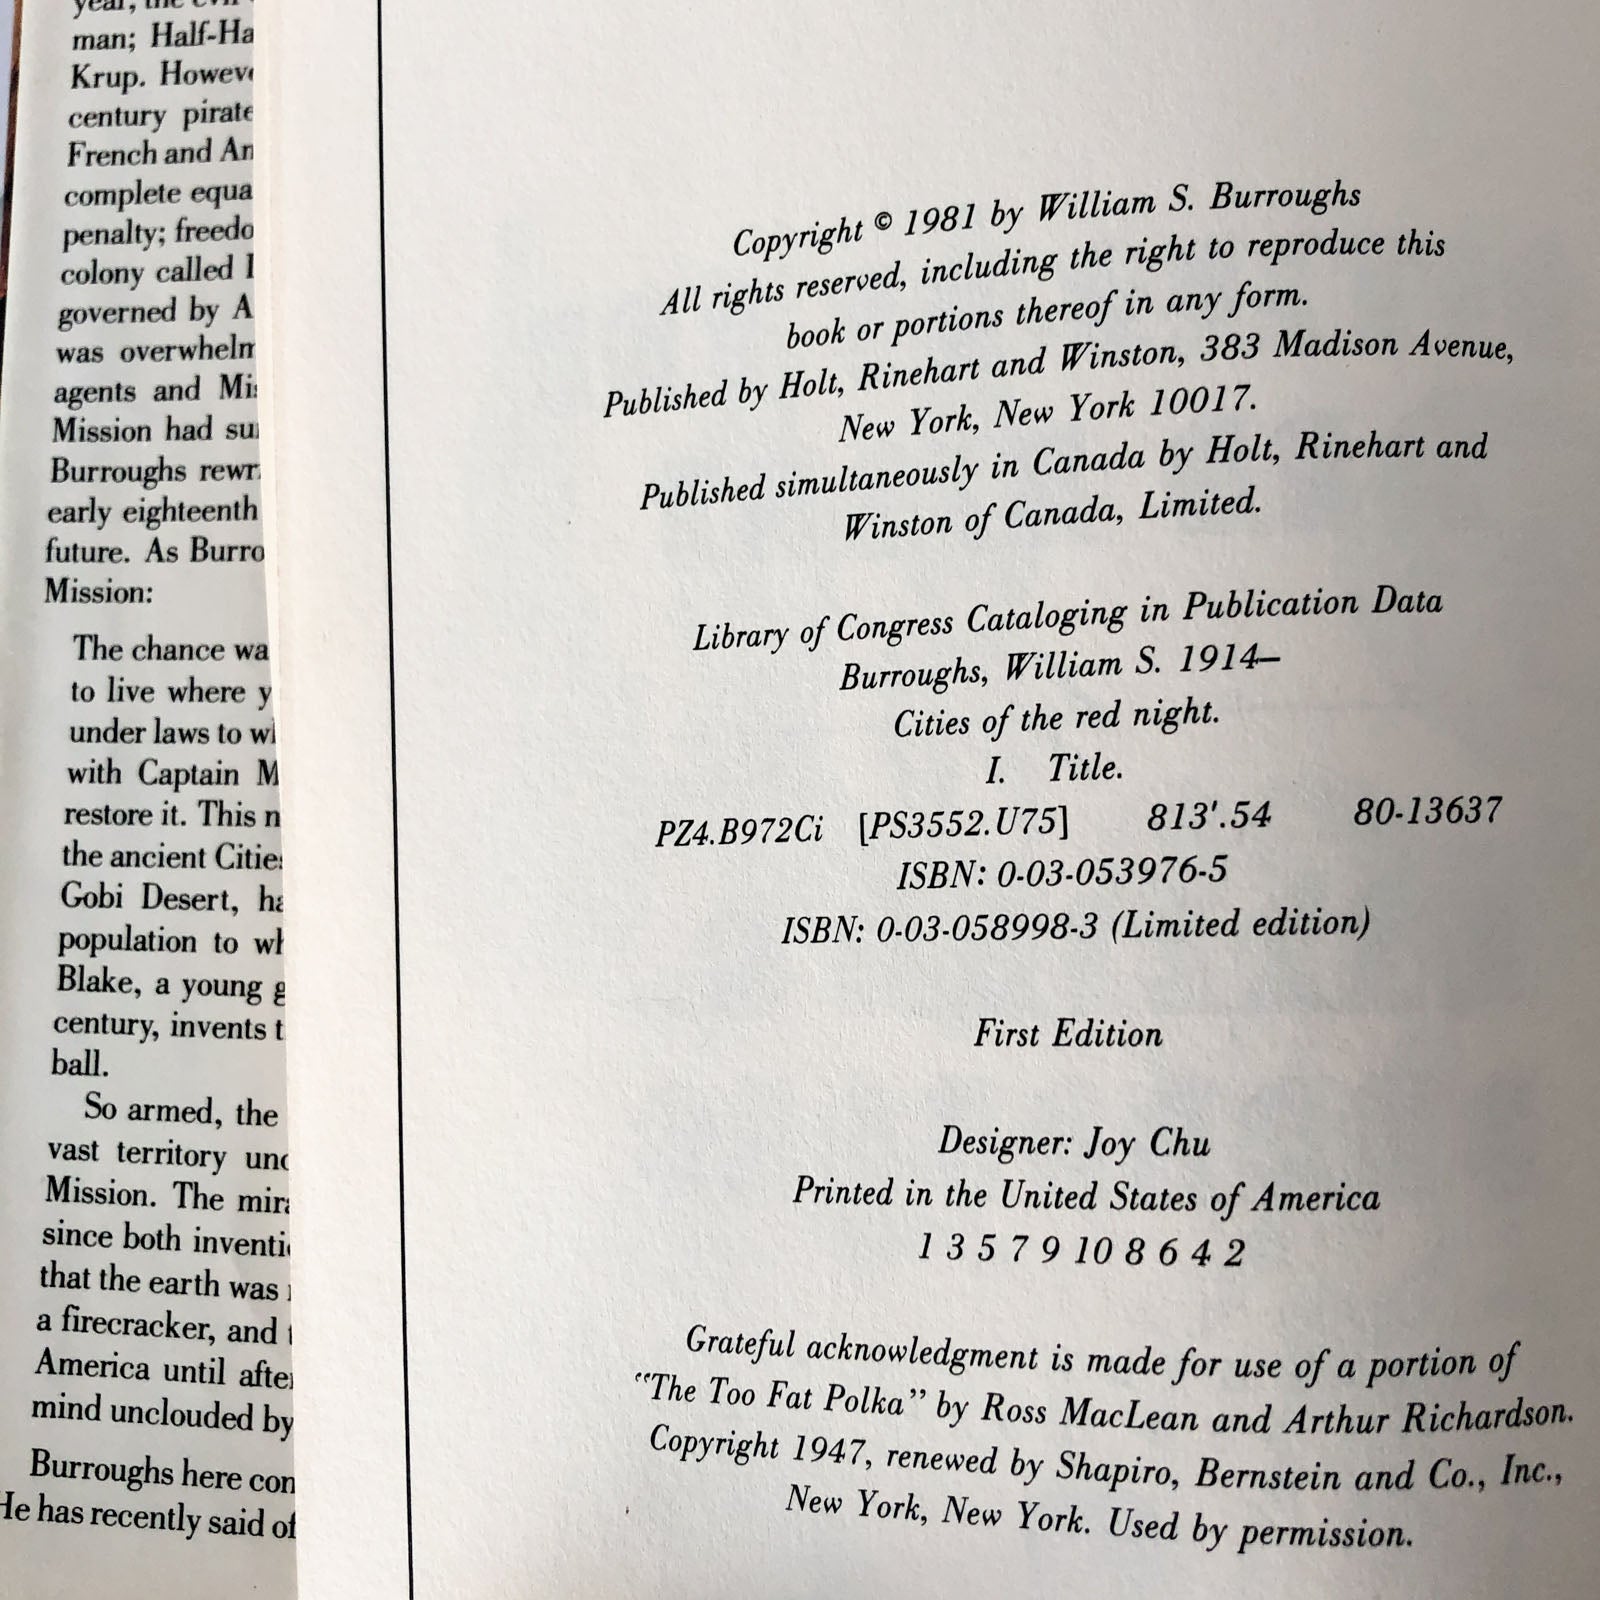 man; Half-Ha
Krup. Howeve
century pirate
French and An
complete equa
penalty; freedo
colony called
governed by A
was overwhelm
agents and Mis
Mission had su
Burroughs rewr
early eighteenth
future. As Burro
Mission:
The chance wa
to live where y
under laws to wh
with Captain M
restore it. This n
the ancient Cities
Gobi Desert, ha
population to wh
Blake, a young g
century, invents t
ball.
So armed, the
vast territory und
Mission. The mira
since both inventi
that the earth was
a firecracker, and
America until after
mind unclouded by
Burroughs here con
He has recently said of
Copyright © 1981 by William S. Burroughs
All rights reserved, including the right to reproduce this
book or portions thereof in any form.
Published by Holt, Rinehart and Winston, 383 Madison Avenue,
New York, New York 10017.
Published simultaneously in Canada by Holt, Rinehart and
Winston of Canada, Limited.
Library of Congress Cataloging in Publication Data
Burroughs, William S. 1914–
Cities of the red night.
I. Title.
PZ4.B972Ci [PS3552.U75] 813'.54 80-13637
ISBN: 0-03-053976-5
ISBN: 0-03-058998-3 (Limited edition)
First Edition
Designer: Joy Chu
Printed in the United States of America
1 3 5 7 9 10 8 6 4 2
Grateful acknowledgment is made for use of a portion of
“The Too Fat Polka” by Ross MacLean and Arthur Richardson.
Copyright 1947, renewed by Shapiro, Bernstein and Co., Inc.,
New York, New York. Used by permission.